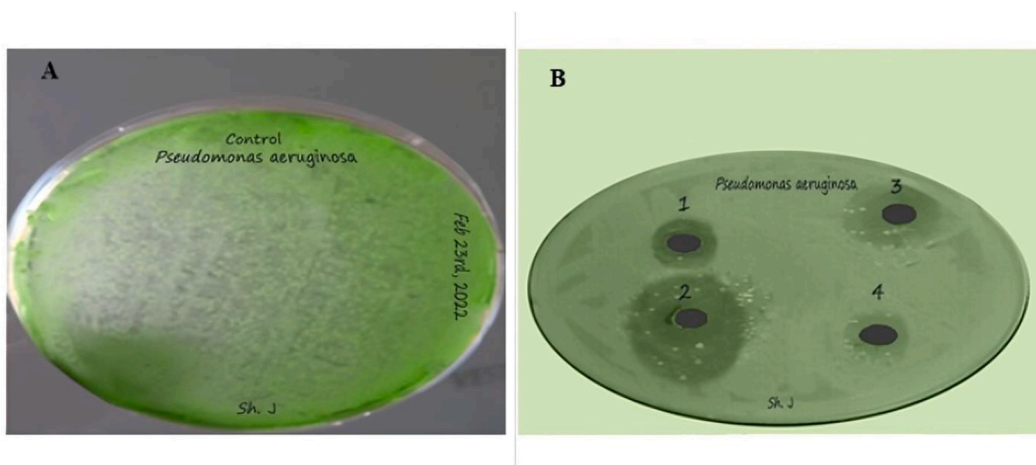 A
Control
Pseudomonas aeruginosa
Feb 23rd, 2022
Sh. J
B
Pseudomonas aeruginosa
1
3
2
4
Sh. J